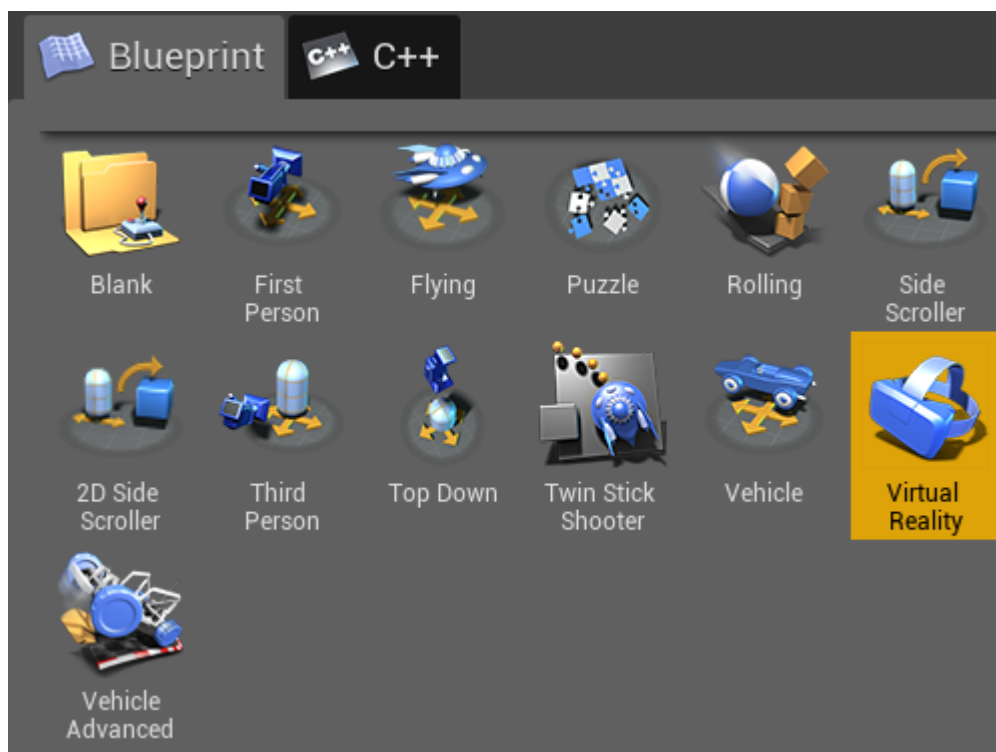 Blueprint
C++ C++
Blank
First
Person
Flying
Puzzle
Rolling
Side
Scroller
2D Side
Scroller
Third
Person
Top Down
Twin Stick
Shooter
Vehicle
Virtual
Reality
Vehicle
Advanced